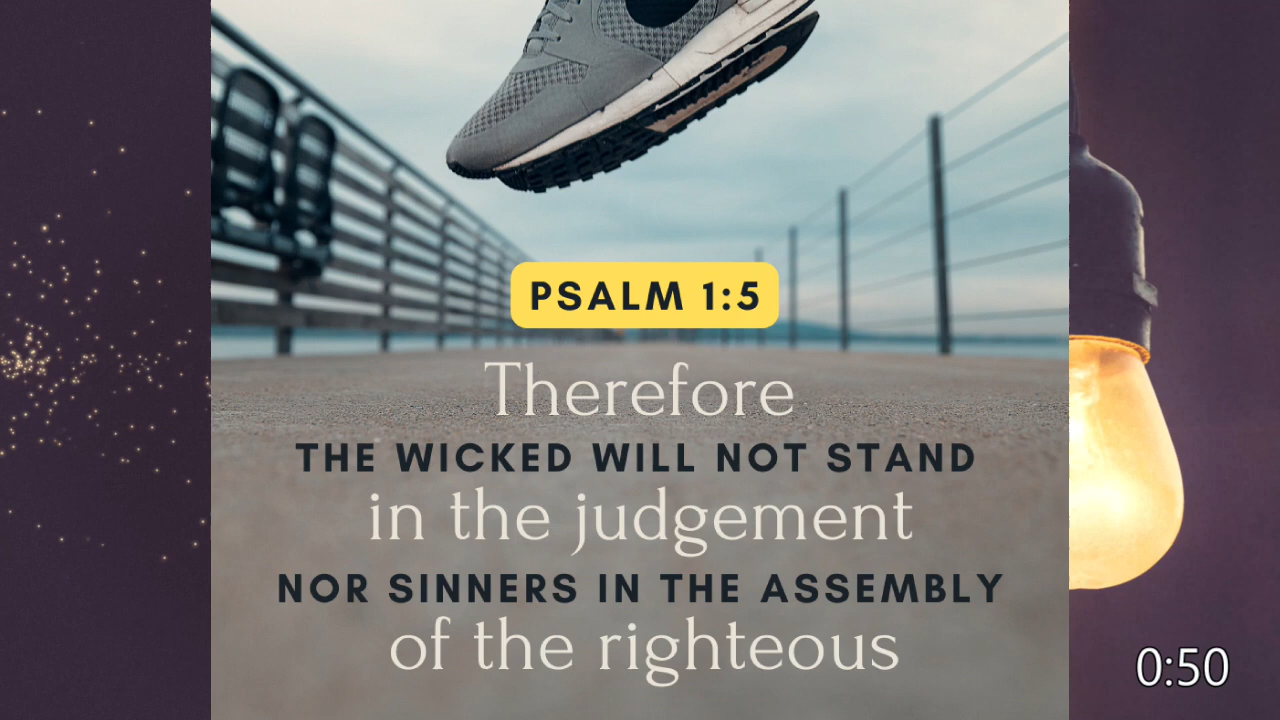 PSALM 1:5
Therefore
THE WICKED WILL NOT STAND
in the judgement
NOR SINNERS IN THE ASSEMBLY
of the righteous
0:50